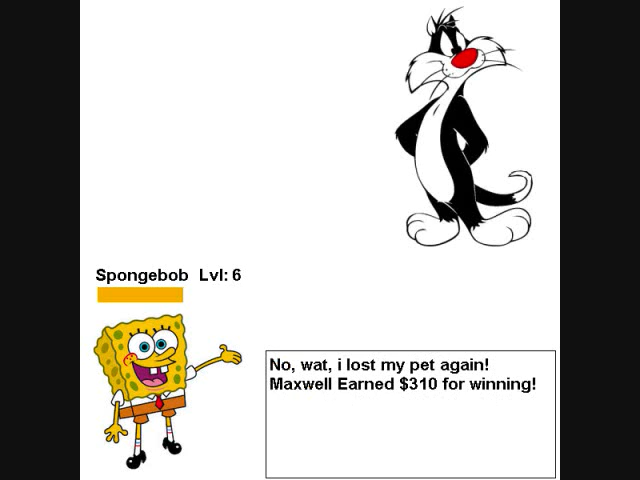 Spongebob Lvl: 6
No, wat, i lost my pet again!
Maxwell Earned $310 for winning!